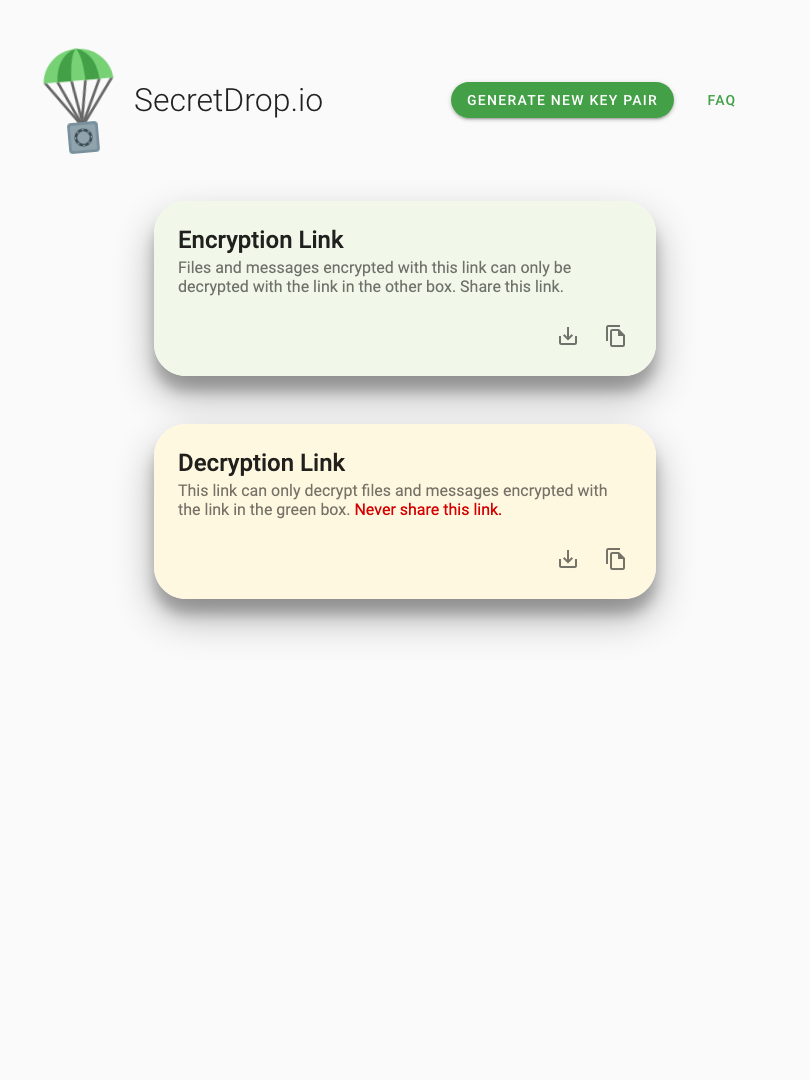 SecretDrop.io
GENERATE NEW KEY PAIR
FAQ
Encryption Link
Files and messages encrypted with this link can only be
decrypted with the link in the other box. Share this link.
Decryption Link
This link can only decrypt files and messages encrypted with
the link in the green box. Never share this link.